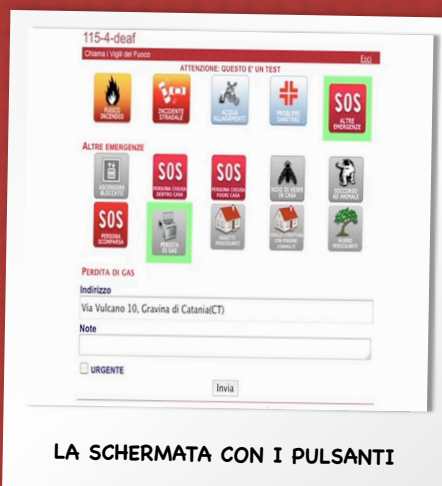 115-4-deaf
Chiama i Vigili del Fuoco
Esci
ATTENZIONE: QUESTO E' UN TEST
FUOCO INCENDIO
INCIDENTE STRADALE
ACQUA ALLAGAMENTI
PROBLEMI SANITARI
SOS ALTRE EMERGENZE
ALTRE EMERGENZE
ASCENSORE BLOCCATO
SOS PERSONA CHIUSA DENTRO CASA
SOS PERSONA CHIUSA FUORI CASA
NIDO DI VESPE IN CASA
SOCCORSO AD ANIMALE
SOS PERSONA SCOMPARSA
PERDITA DI GAS
OGGETTO PERICOLANTE
CON PERSONE
ALBERO PERICOLANTE
PERDITA DI GAS
Indirizzo
Via Vulcano 10, Gravina di Catania(CT)
Note
URGENTE
Invia
LA SCHERMATA CON I PULSANTI